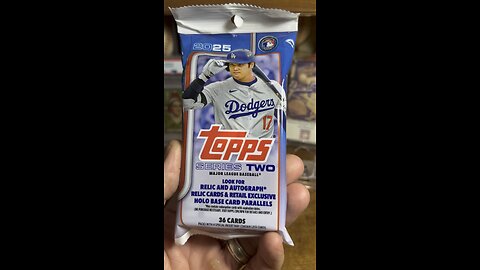 2025
Dodgers
17
TOPPS
SERIES TWO
MAJOR LEAGUE BASEBALL
LOOK FOR
RELIC AND AUTOGRAPH*
RELIC CARDS & RETAIL EXCLUSIVE
HOLO BASE CARD PARALLELS
36 CARDS